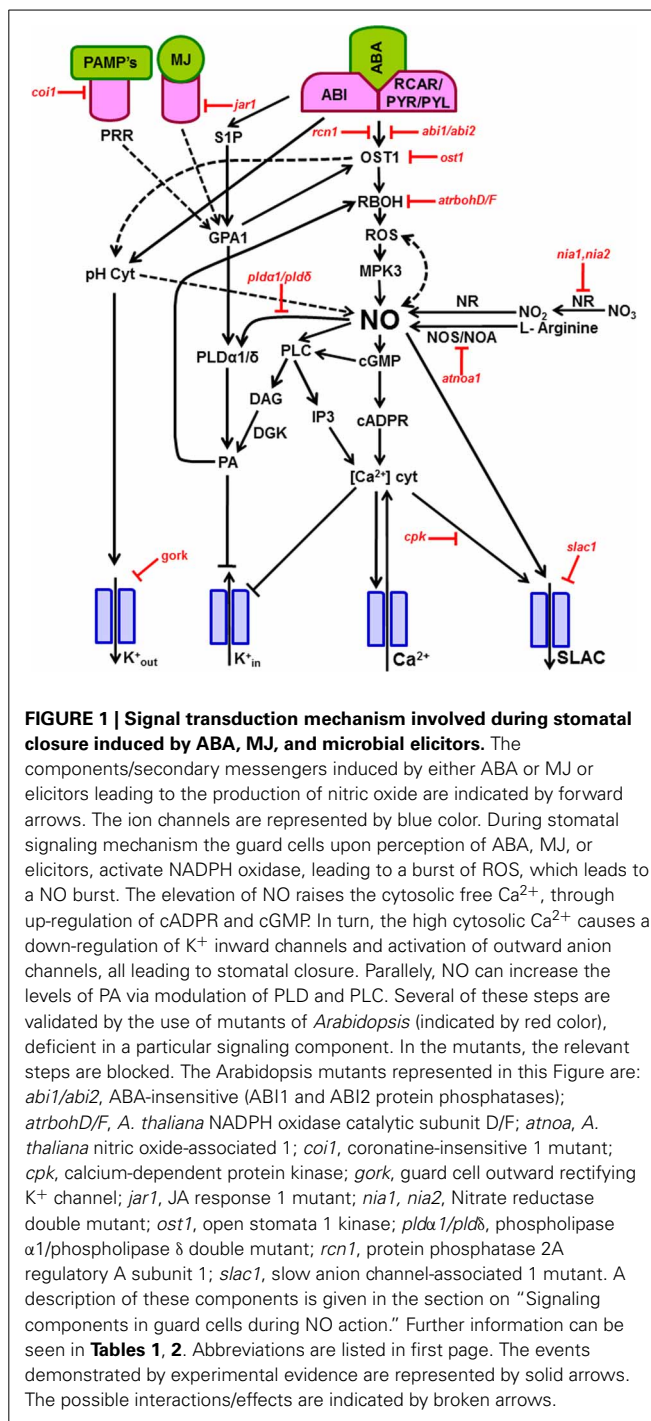 PAMP's
MJ
ABA
ABI
RCAR/
PYR/PYL
coi1
jar1
PRR
S1P
rcn1
abi1/abi2
OST1
ost1
RBOH
atrbohD/F
GPA1
ROS
pH Cyt
pldα1/pldδ
MPK3
nia1,nia2
NR
NO
NO₂
NR
NO₃
L- Arginine
NOS/NOA
PLDα1/δ
PLC
cGMP
atnoa1
DAG
IP3
cADPR
DGK
PA
[Ca²⁺] cyt
cpk
slac1
gork
K⁺out
K⁺in
Ca²⁺
SLAC
FIGURE 1 | Signal transduction mechanism involved during stomatal
closure induced by ABA, MJ, and microbial elicitors. The
components/secondary messengers induced by either ABA or MJ or
elicitors leading to the production of nitric oxide are indicated by forward
arrows. The ion channels are represented by blue color. During stomatal
signaling mechanism the guard cells upon perception of ABA, MJ, or
elicitors, activate NADPH oxidase, leading to a burst of ROS, which leads to
a NO burst. The elevation of NO raises the cytosolic free Ca²⁺, through
up-regulation of cADPR and cGMP. In turn, the high cytosolic Ca²⁺ causes a
down-regulation of K⁺ inward channels and activation of outward anion
channels, all leading to stomatal closure. Parallely, NO can increase the
levels of PA via modulation of PLD and PLC. Several of these steps are
validated by the use of mutants of Arabidopsis (indicated by red color),
deficient in a particular signaling component. In the mutants, the relevant
steps are blocked. The Arabidopsis mutants represented in this Figure are:
abi1/abi2, ABA-insensitive (ABI1 and ABI2 protein phosphatases);
atrbohD/F, A. thaliana NADPH oxidase catalytic subunit D/F; atnoa, A.
thaliana nitric oxide-associated 1; coi1, coronatine-insensitive 1 mutant;
cpk, calcium-dependent protein kinase; gork, guard cell outward rectifying
K⁺ channel; jar1, JA response 1 mutant; nia1, nia2, Nitrate reductase
double mutant; ost1, open stomata 1 kinase; pldα1/pldδ, phospholipase
α1/phospholipase δ double mutant; rcn1, protein phosphatase 2A
regulatory A subunit 1; slac1, slow anion channel-associated 1 mutant. A
description of these components is given in the section on “Signaling
components in guard cells during NO action.” Further information can be
seen in Tables 1, 2. Abbreviations are listed in first page. The events
demonstrated by experimental evidence are represented by solid arrows.
The possible interactions/effects are indicated by broken arrows.